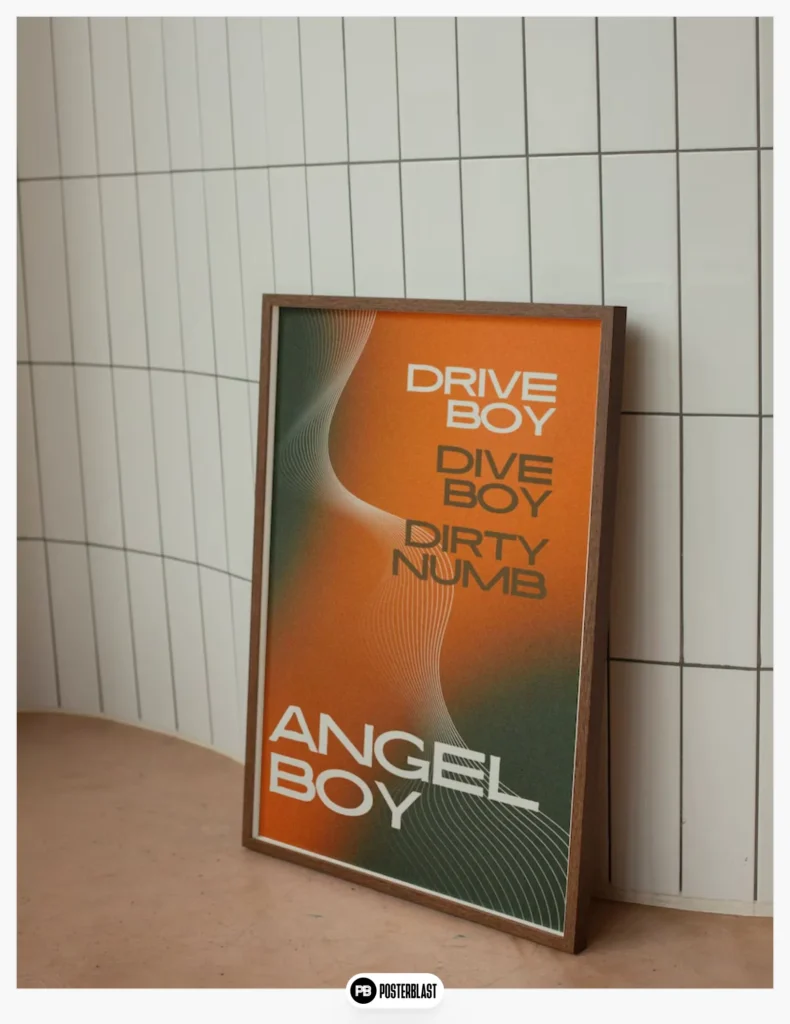 DRIVE
BOY
DIVE
BOY
DIRTY
NUMB
ANGEL
BOY
PB POSTERBLAST